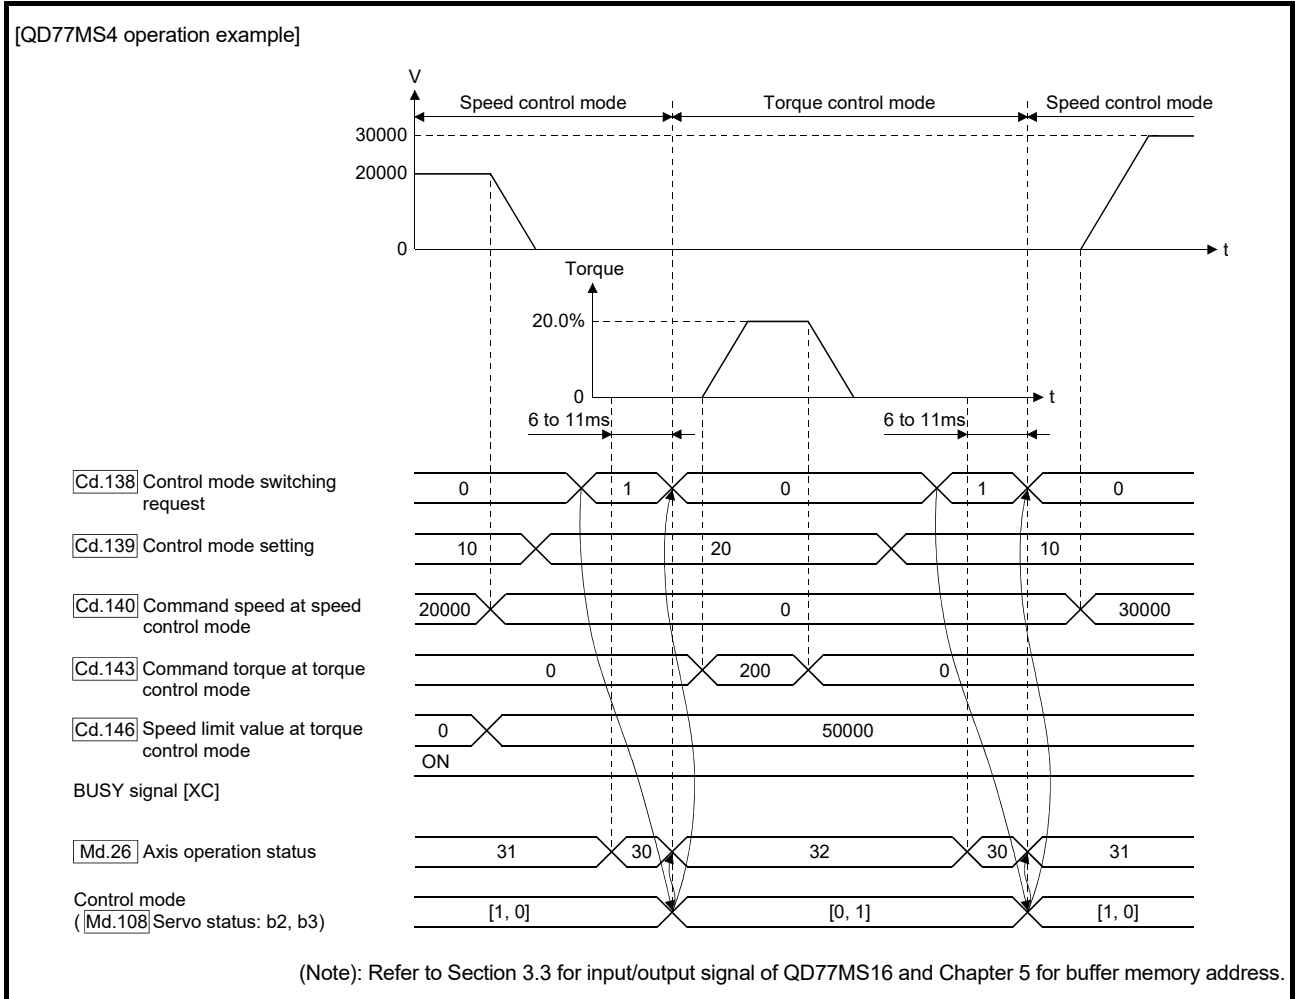 [QD77MS4 operation example]
V
Speed control mode
Torque control mode
Speed control mode
30000
20000
0
t
Torque
20.0%
0
t
6 to 11ms
6 to 11ms
Cd.138 Control mode switching
request
0
1
0
1
0
Cd.139 Control mode setting
10
20
10
Cd.140 Command speed at speed
control mode
20000
0
30000
Cd.143 Command torque at torque
control mode
0
200
0
Cd.146 Speed limit value at torque
control mode
0
50000
ON
BUSY signal [XC]
Md.26 Axis operation status
31
30
32
30
31
Control mode
( Md.108 Servo status: b2, b3)
[1, 0]
[0, 1]
[1, 0]
(Note): Refer to Section 3.3 for input/output signal of QD77MS16 and Chapter 5 for buffer memory address.